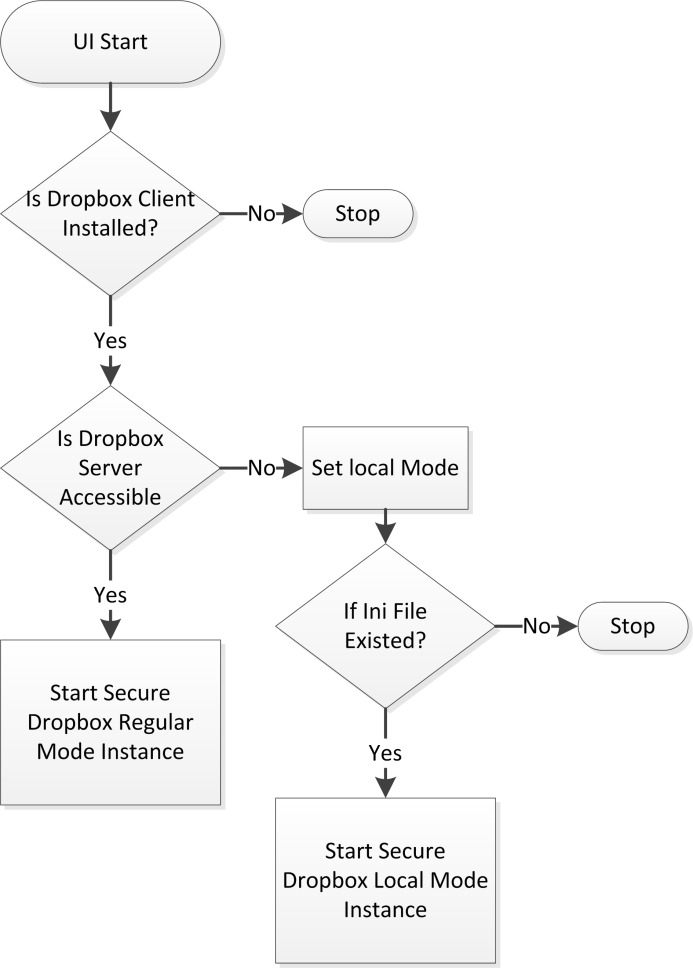 UI Start
Is Dropbox Client
Installed?
No
Stop
Yes
Is Dropbox
Server
Accessible
No
Set local Mode
Yes
If Ini File
Existed?
No
Stop
Start Secure
Dropbox Regular
Mode Instance
Yes
Start Secure
Dropbox Local Mode
Instance